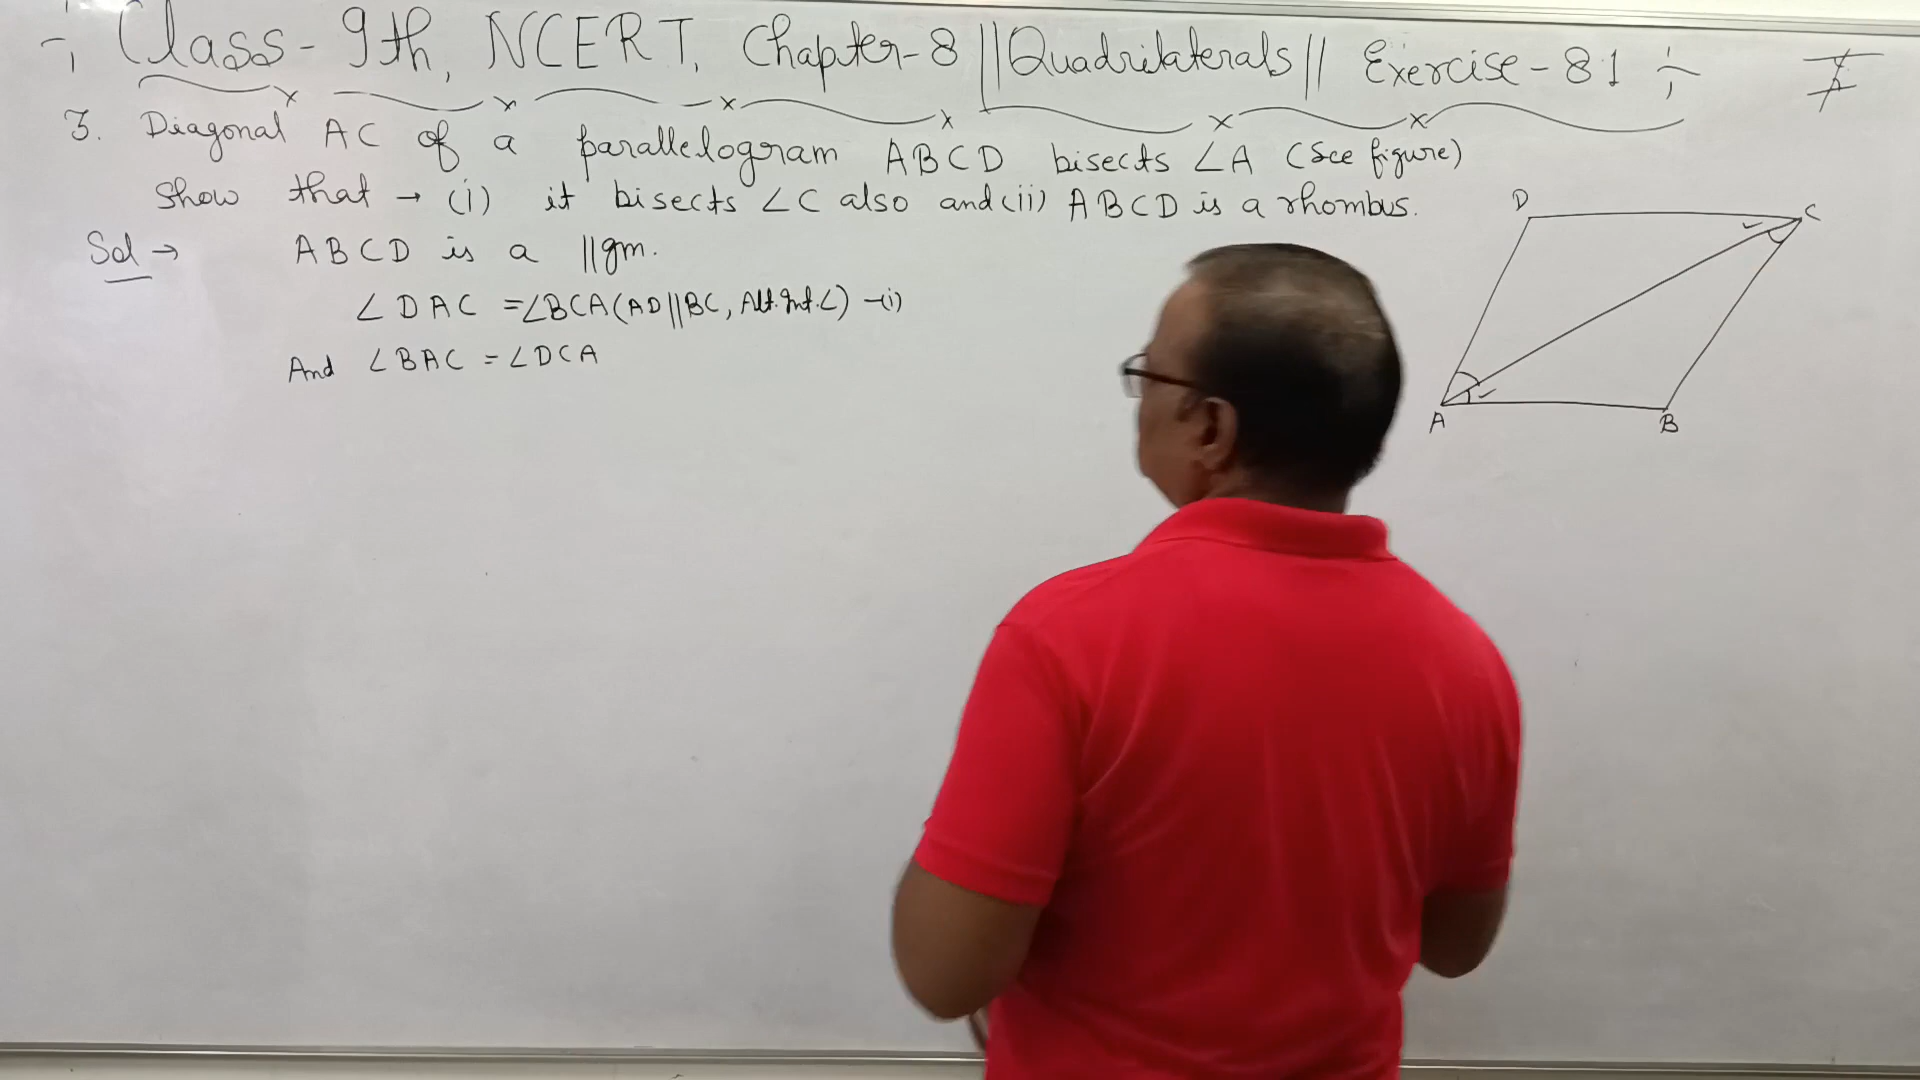 Class - 9th, NCERT, Chapter-8 || Quadrilaterals || Exercise - 8.1
3. Diagonal AC of a parallelogram ABCD bisects ∠A (See figure)
Show that → (i) it bisects ∠C also and (ii) ABCD is a rhombus.
Sol → ABCD is a ||gm.
∠DAC = ∠BCA (AD||BC, Alt. Int. ∠) -(i)
And ∠BAC = ∠DCA
D
C
A
B